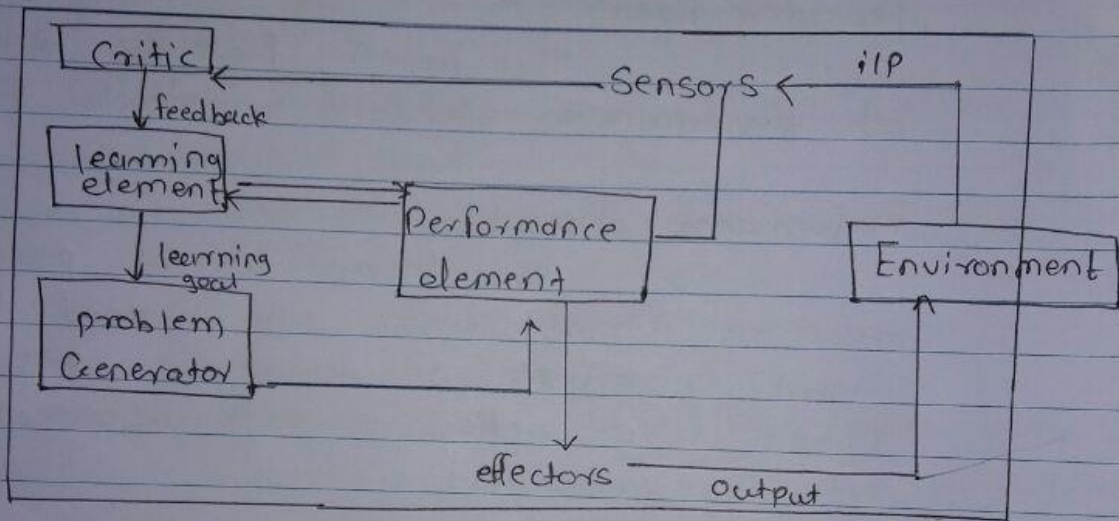 Critic
Sensors
i/P
feedback
learning
element
Performance
element
Environment
learning
goal
problem
Generator
effectors
output